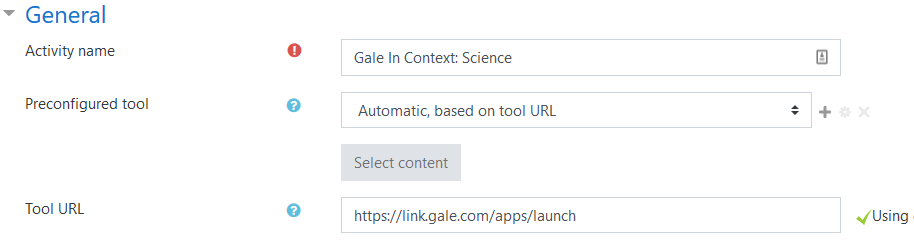 General
Activity name
Gale In Context: Science
Preconfigured tool
Automatic, based on tool URL
Select content
Tool URL
https://link.gale.com/apps/launch
Using